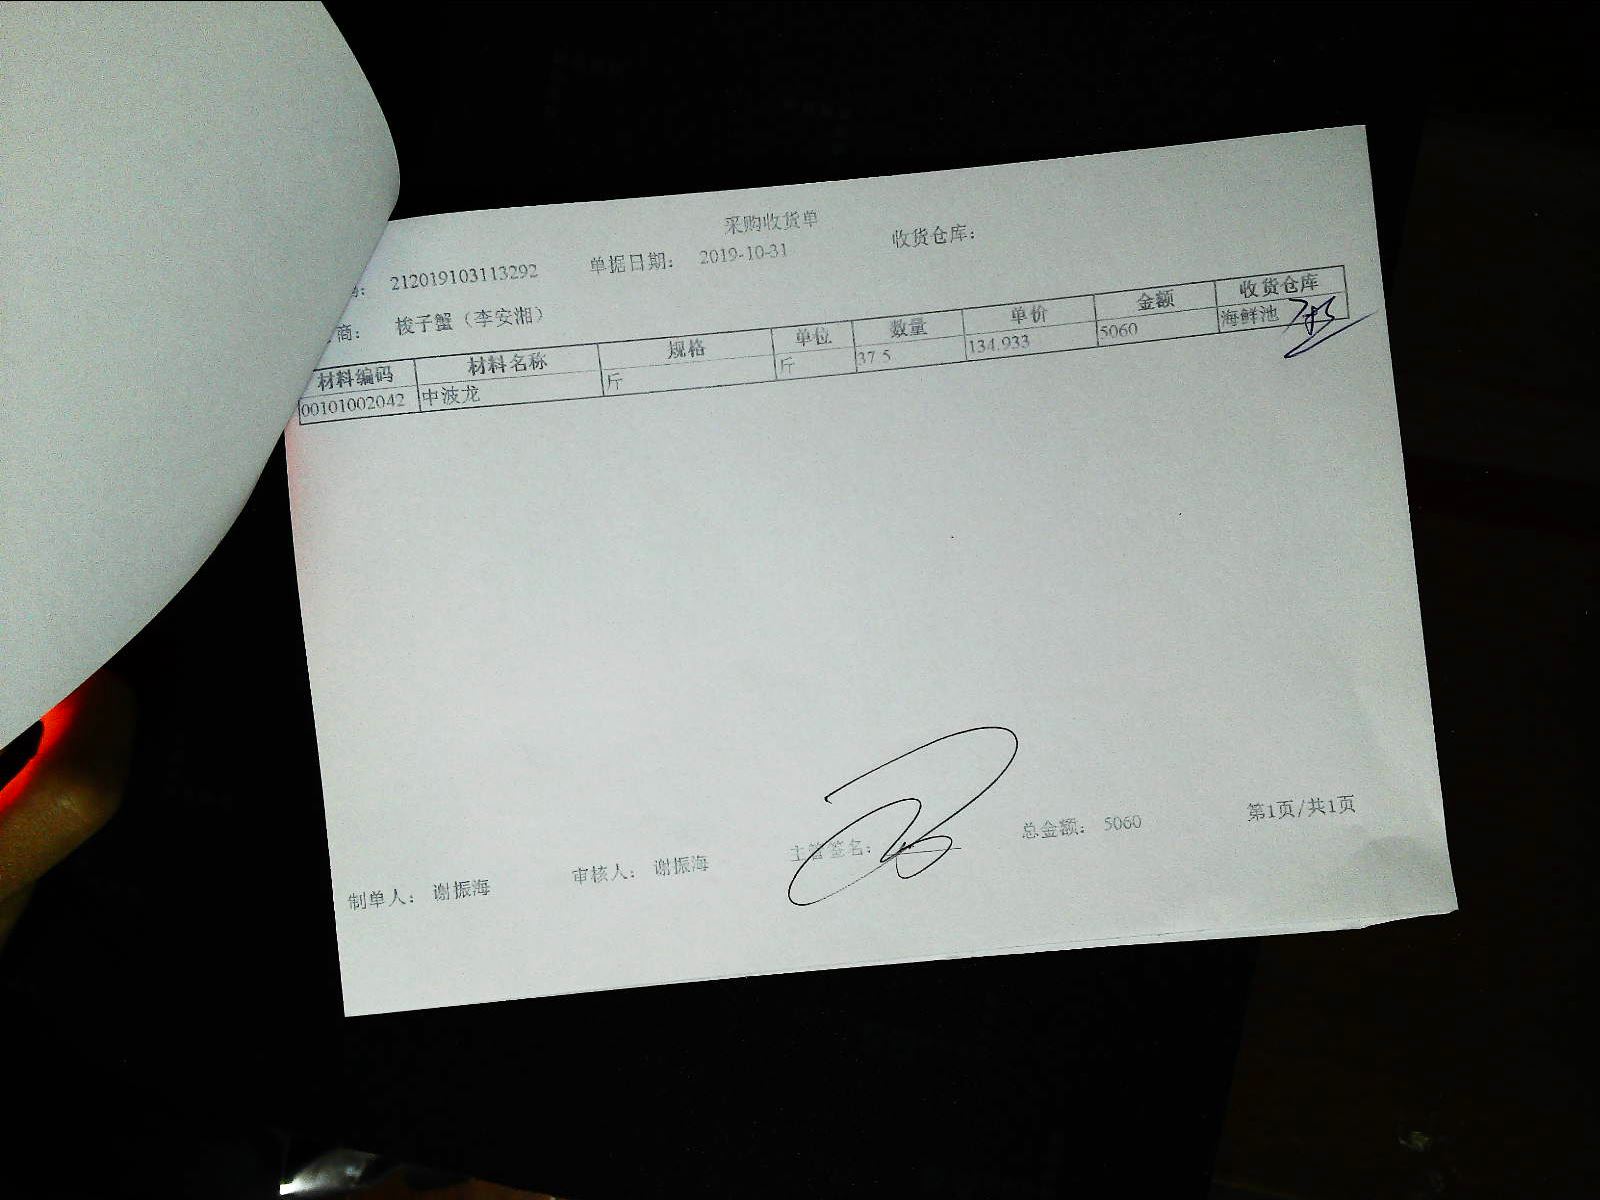 采购收货单
212019103113292 单据日期： 2019-10-31 收货仓库：
商： 梭子蟹（李安湘）
材料编码 材料名称 规格 单位 数量 单价 金额 收货仓库
00101002042 中波龙 斤 斤 37.5 134.933 5060 海鲜池
制单人： 谢振海 审核人： 谢振海 主管签名： 总金额： 5060 第1页/共1页